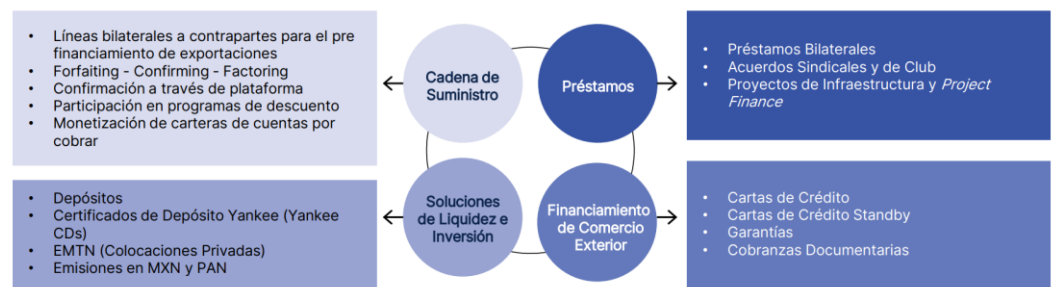 • Líneas bilaterales a contrapartes para el pre
financiamiento de exportaciones
• Forfaiting - Confirming - Factoring
• Confirmación a través de plataforma
• Participación en programas de descuento
• Monetización de carteras de cuentas por
cobrar
Cadena de
Suministro
Préstamos
• Préstamos Bilaterales
• Acuerdos Sindicales y de Club
• Proyectos de Infraestructura y Project
Finance
• Depósitos
• Certificados de Depósito Yankee (Yankee
CDs)
• EMTN (Colocaciones Privadas)
• Emisiones en MXN y PAN
Soluciones
de Liquidez e
Inversión
Financiamiento
de Comercio
Exterior
• Cartas de Crédito
• Cartas de Crédito Standby
• Garantías
• Cobranzas Documentarias